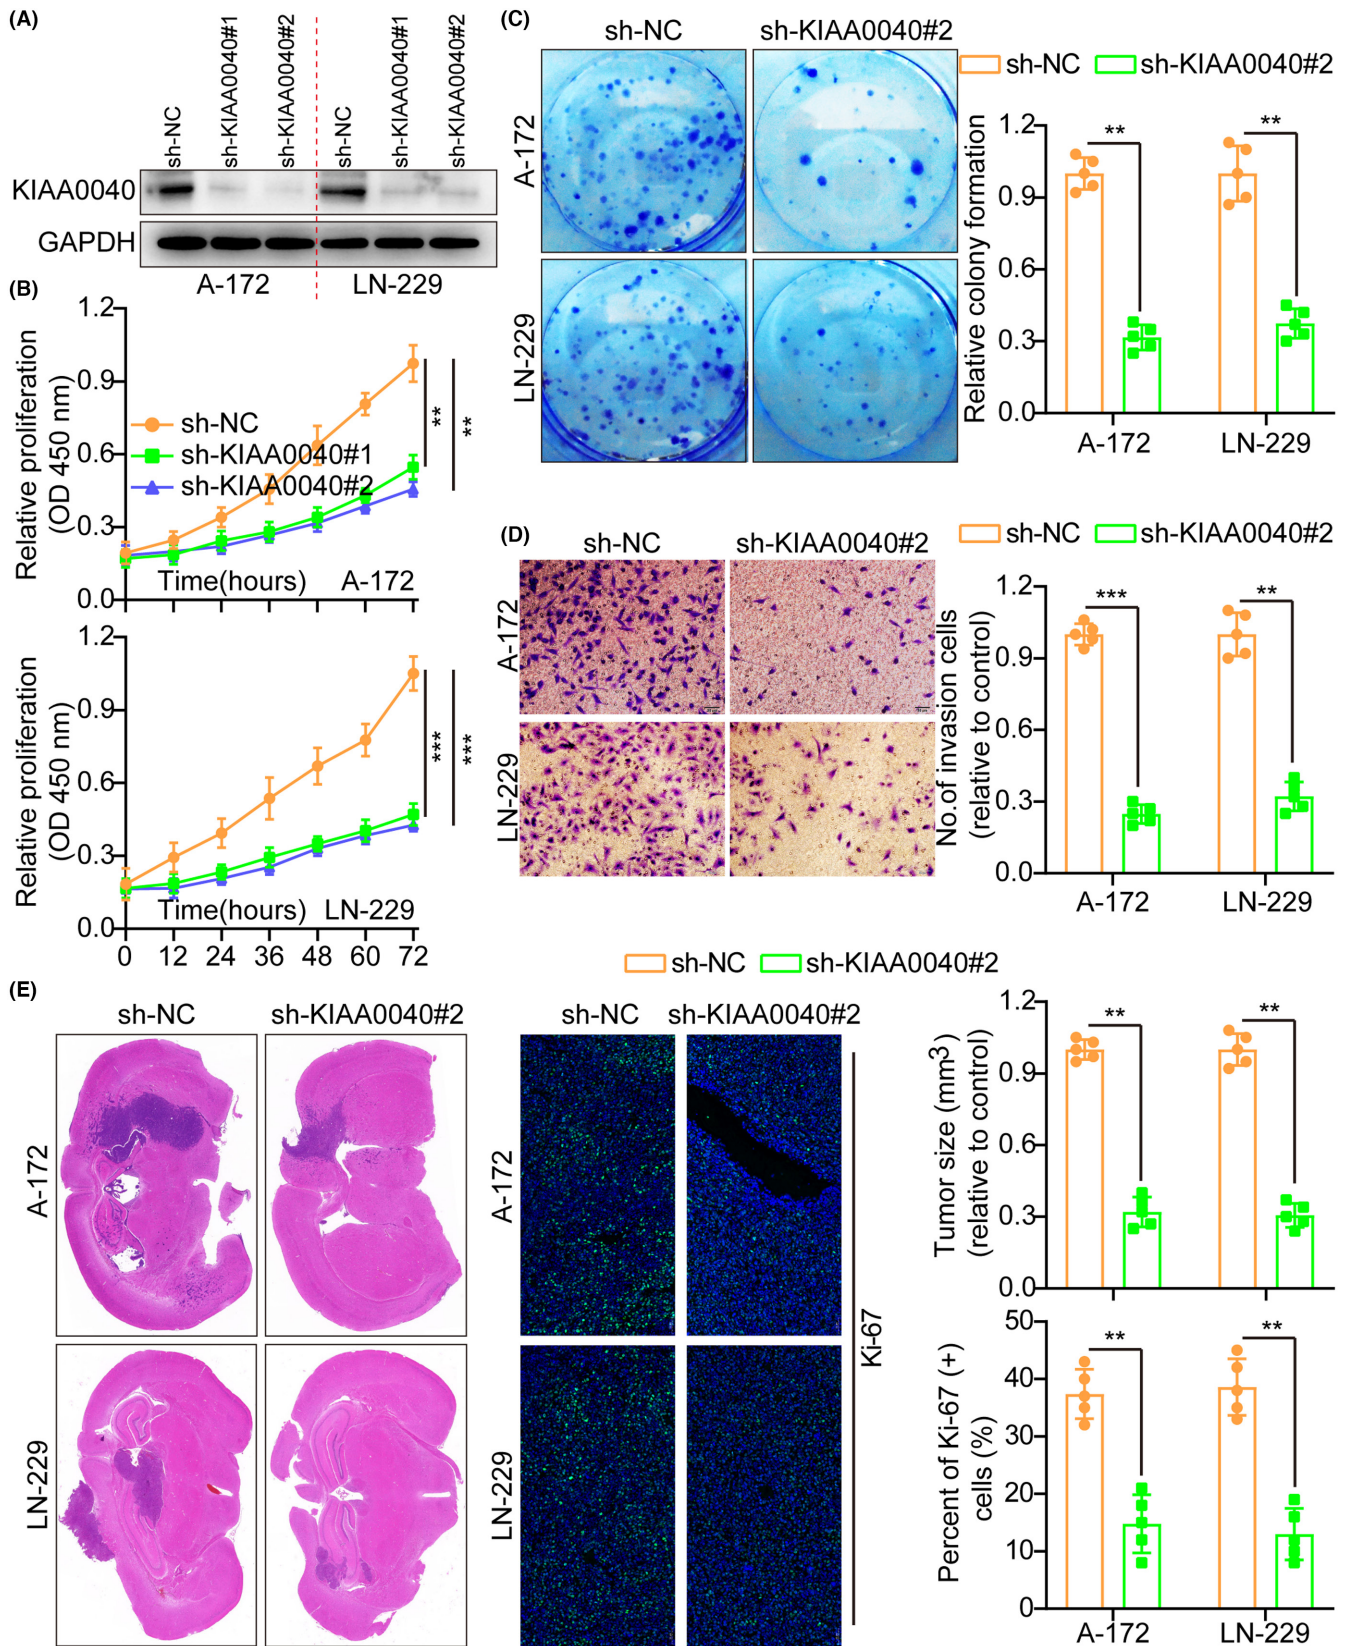 (A)
sh-NC
sh-KIAA0040#1
sh-KIAA0040#2
sh-NC
sh-KIAA0040#1
sh-KIAA0040#2
KIAA0040
GAPDH
A-172
LN-229
(B)
Relative proliferation
(OD 450 nm)
1.2
0.9
0.6
0.3
0.0
sh-NC
sh-KIAA0040#1
sh-KIAA0040#2
**
**
Time(hours)
A-172
Relative proliferation
(OD 450 nm)
1.2
0.9
0.6
0.3
0.0
***
***
Time(hours)
LN-229
0 12 24 36 48 60 72
(C)
sh-NC
sh-KIAA0040#2
A-172
LN-229
sh-NC
sh-KIAA0040#2
Relative colony formation
1.2
0.9
0.6
0.3
0.0
**
**
A-172
LN-229
(D)
sh-NC
sh-KIAA0040#2
A-172
LN-229
sh-NC
sh-KIAA0040#2
No.of invasion cells
(relative to control)
1.2
0.9
0.6
0.3
0.0
***
**
A-172
LN-229
(E)
sh-NC
sh-KIAA0040#2
sh-NC
sh-KIAA0040#2
A-172
LN-229
sh-NC
sh-KIAA0040#2
A-172
LN-229
Ki-67
Tumor size (mm3)
(relative to control)
1.2
0.9
0.6
0.3
0.0
**
**
Percent of Ki-67 (+)
cells (%)
50
40
30
20
10
0
**
**
A-172
LN-229